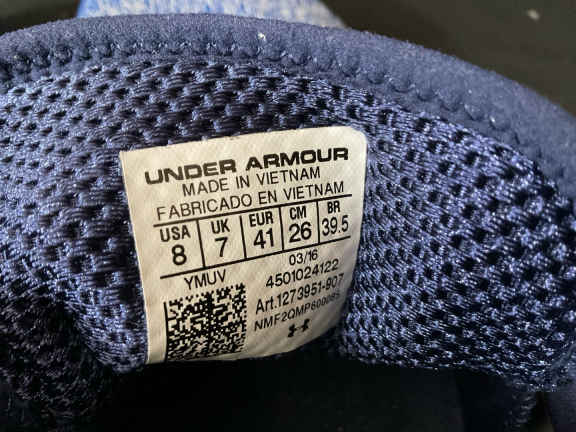 UNDER ARMOUR
MADE IN VIETNAM
FABRICADO EN VIETNAM
USA UK EUR CM BR
8 7 41 26 39.5
03/16
YMUV 4501024122
Art.1273951-907